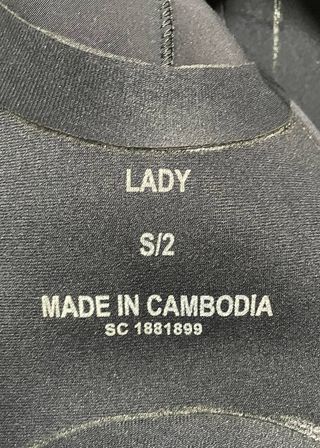 LADY
S/2
MADE IN CAMBODIA
SC 1881899